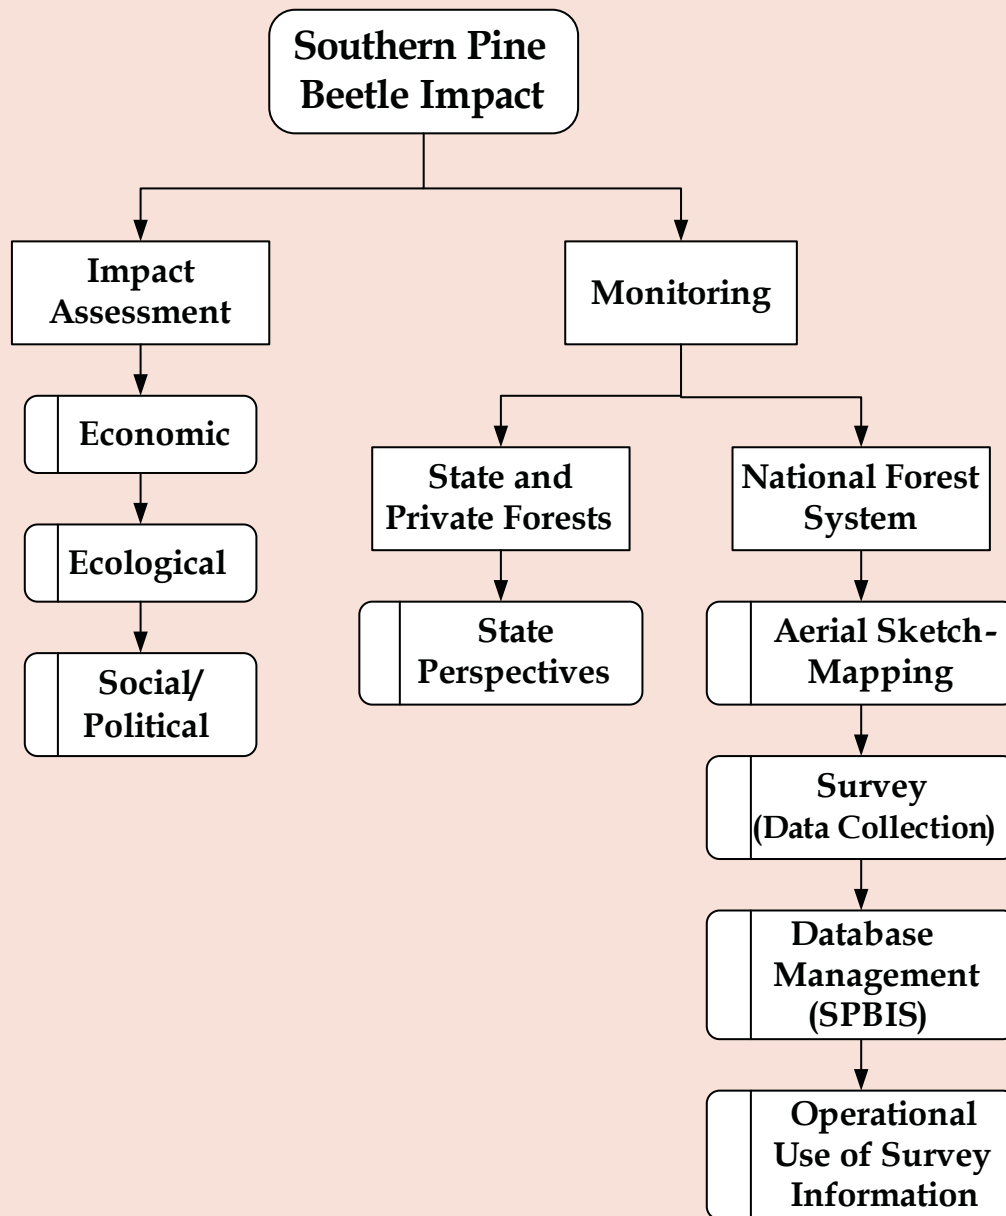 Southern Pine
Beetle Impact
Impact
Assessment
Monitoring
Economic
Ecological
Social/
Political
State and
Private Forests
State
Perspectives
National Forest
System
Aerial Sketch-
Mapping
Survey
(Data Collection)
Database
Management
(SPBIS)
Operational
Use of Survey
Information